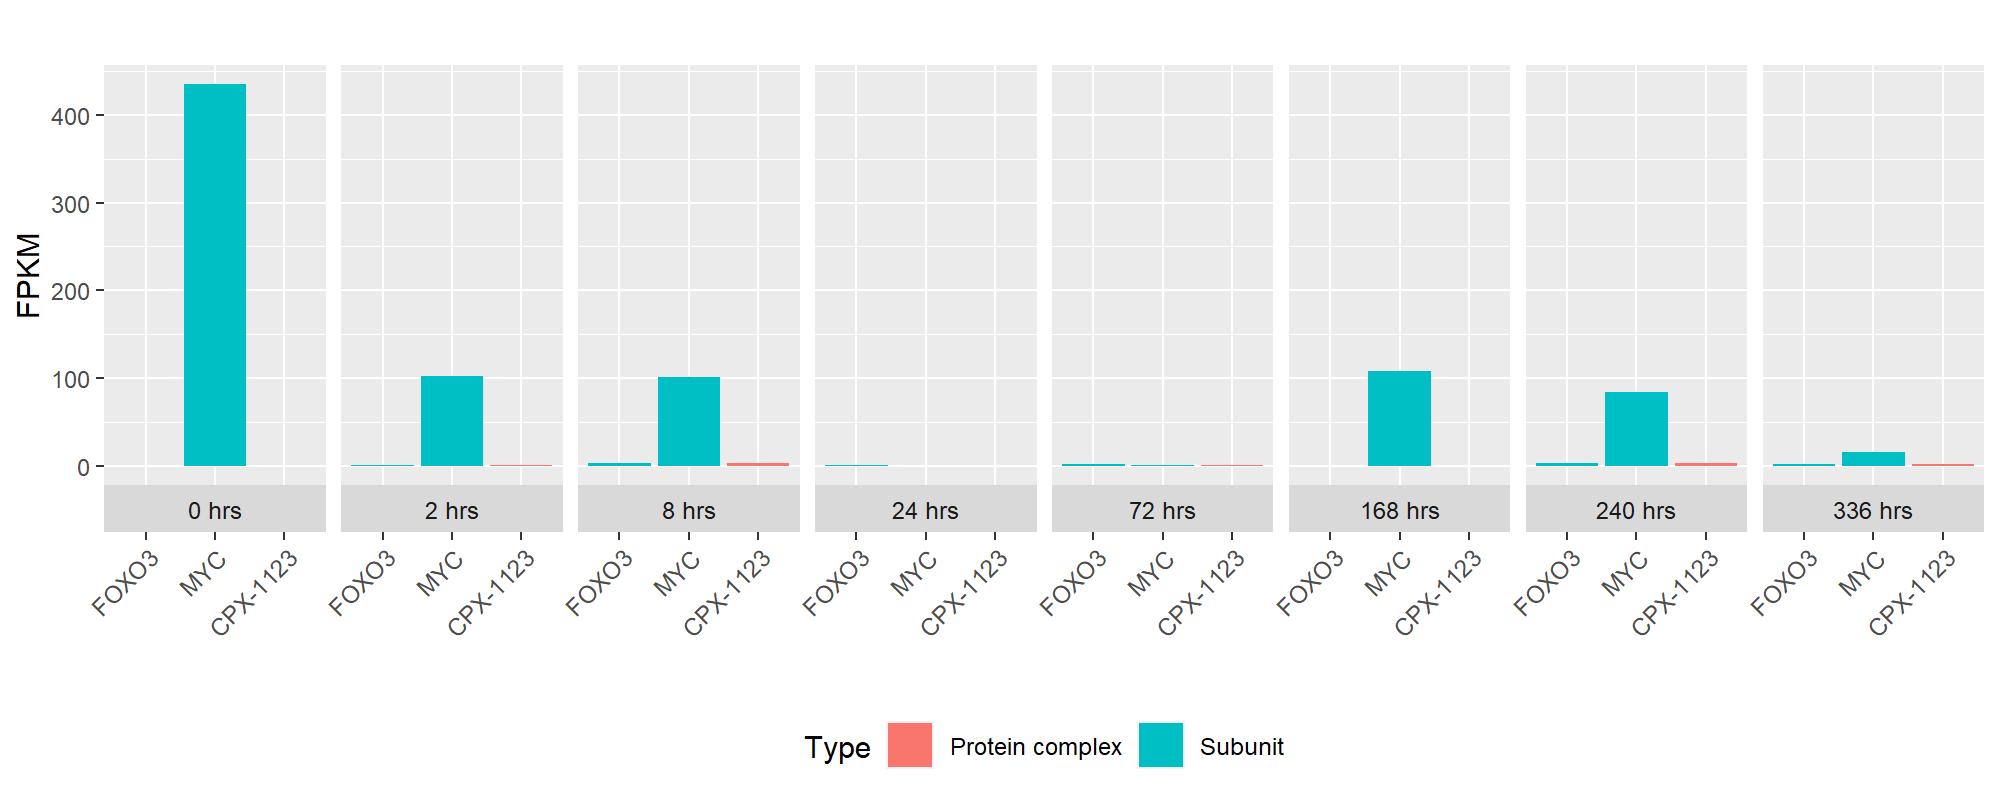 FPKM
400
300
200
100
0
0 hrs 2 hrs 8 hrs 24 hrs 72 hrs 168 hrs 240 hrs 336 hrs
FOXO3 MYC CPX-1123 FOXO3 MYC CPX-1123 FOXO3 MYC CPX-1123 FOXO3 MYC CPX-1123 FOXO3 MYC CPX-1123 FOXO3 MYC CPX-1123 FOXO3 MYC CPX-1123 FOXO3 MYC CPX-1123
Type Protein complex Subunit